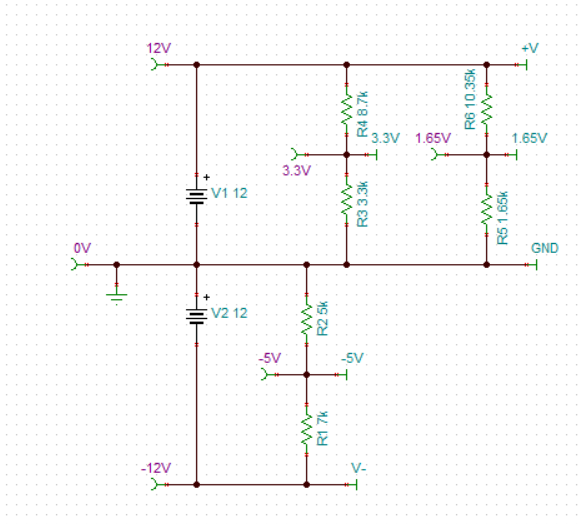 12V
+V
R4 8.7k
R6 10.35k
3.3V
3.3V
1.65V
1.65V
+
V1 12
R3 3.3k
R5 1.65k
0V
GND
+
V2 12
R2 5k
-5V
-5V
R1 7k
-12V
V-